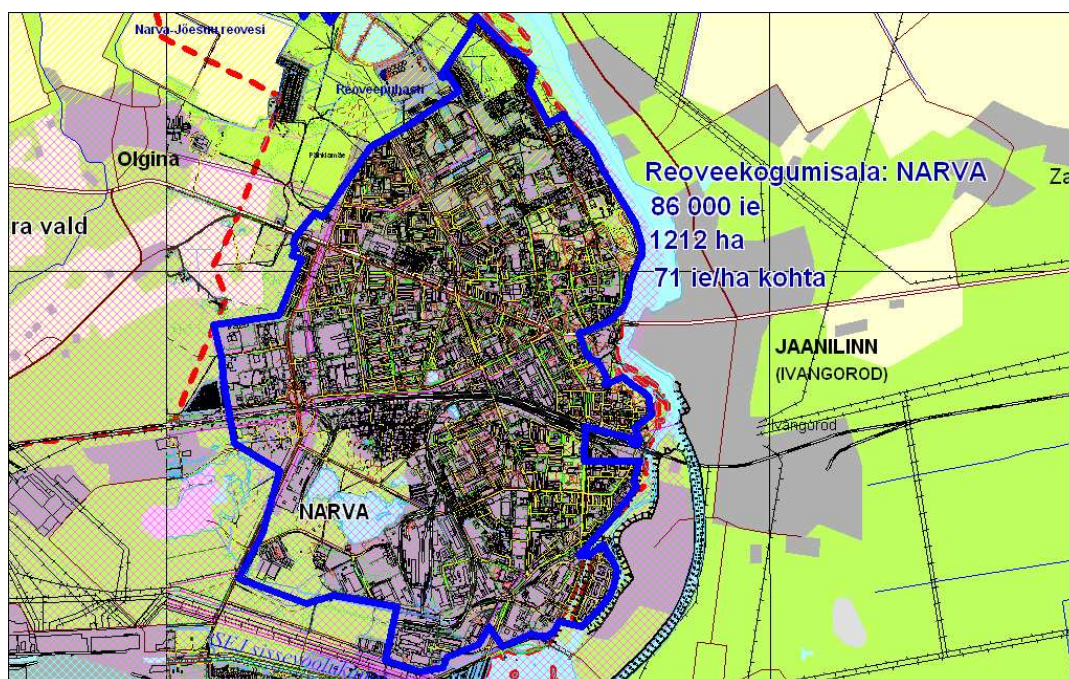 Narva-Jõesuu reovesi
Reoveepuhasti
Olgina
Pähklimäe
Reoveekogumisala: NARVA
86 000 ie
1212 ha
71 ie/ha kohta
Za
ra vald
JAANILINN
(IVANGOROD)
Ivangorod
NARVA